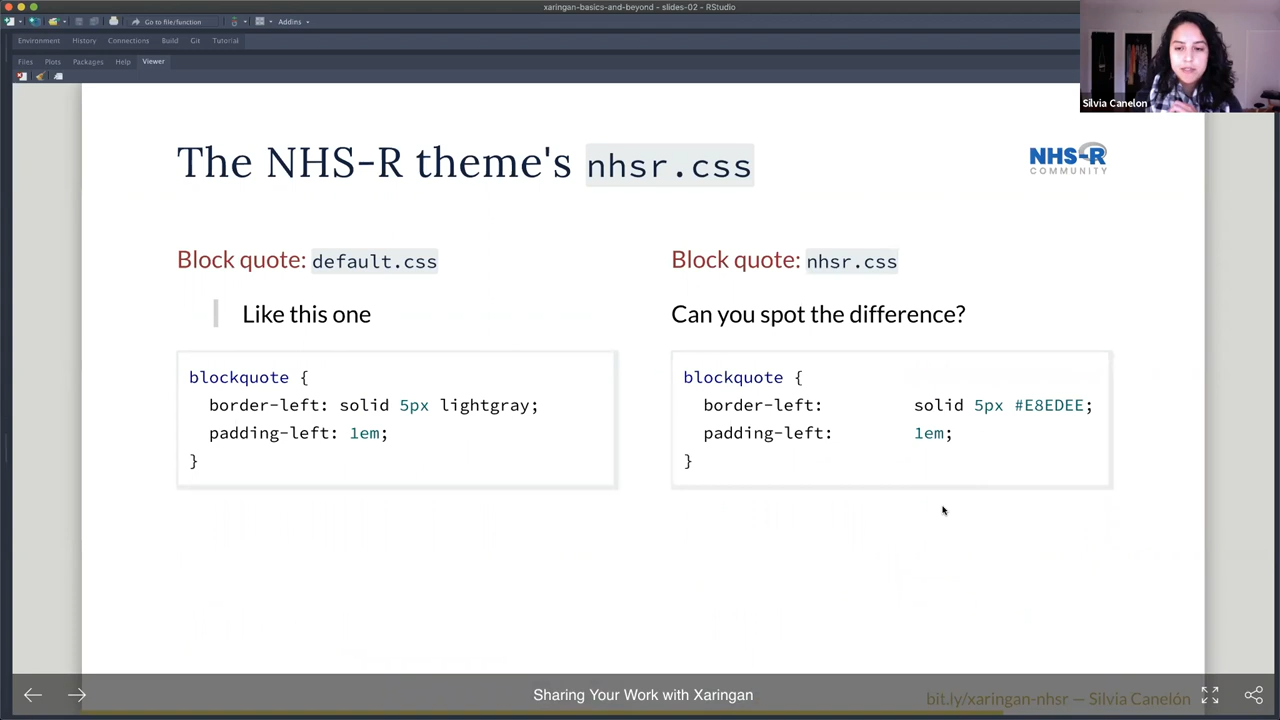 xaringan-basics-and-beyond - slides-02 - RStudio
Go to file/function
Addins
Environment History Connections Build Git Tutorial
Files Plots Packages Help Viewer
Silvia Canelon
The NHS-R theme's nhsr.css
NHS-R
COMMUNITY
Block quote: default.css
Like this one
blockquote {
border-left: solid 5px lightgray;
padding-left: 1em;
}
Block quote: nhsr.css
Can you spot the difference?
blockquote {
border-left: solid 5px #E8EDEE;
padding-left: 1em;
}
Sharing Your Work with Xaringan
bit.ly/xaringan-nhsr — Silvia Canelón